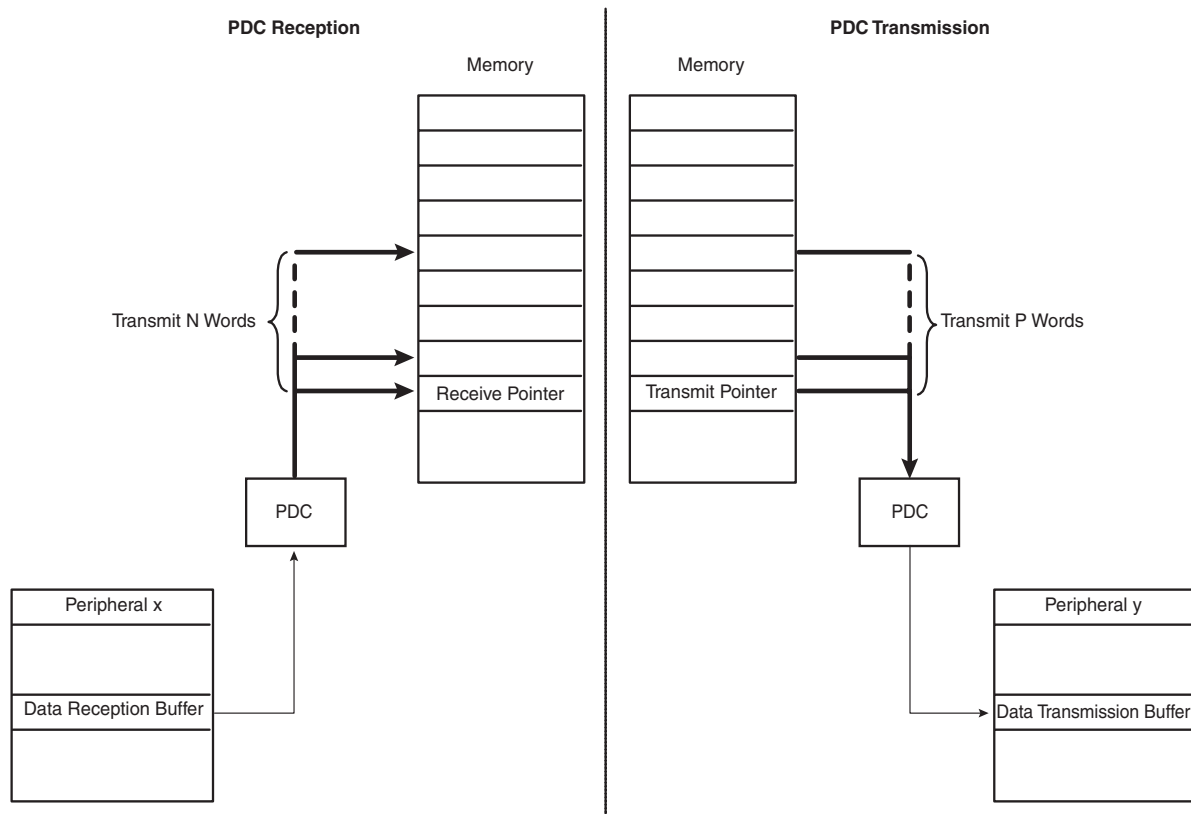 PDC Reception
Memory
Transmit N Words
Receive Pointer
PDC
Peripheral x
Data Reception Buffer
PDC Transmission
Memory
Transmit P Words
Transmit Pointer
PDC
Peripheral y
Data Transmission Buffer